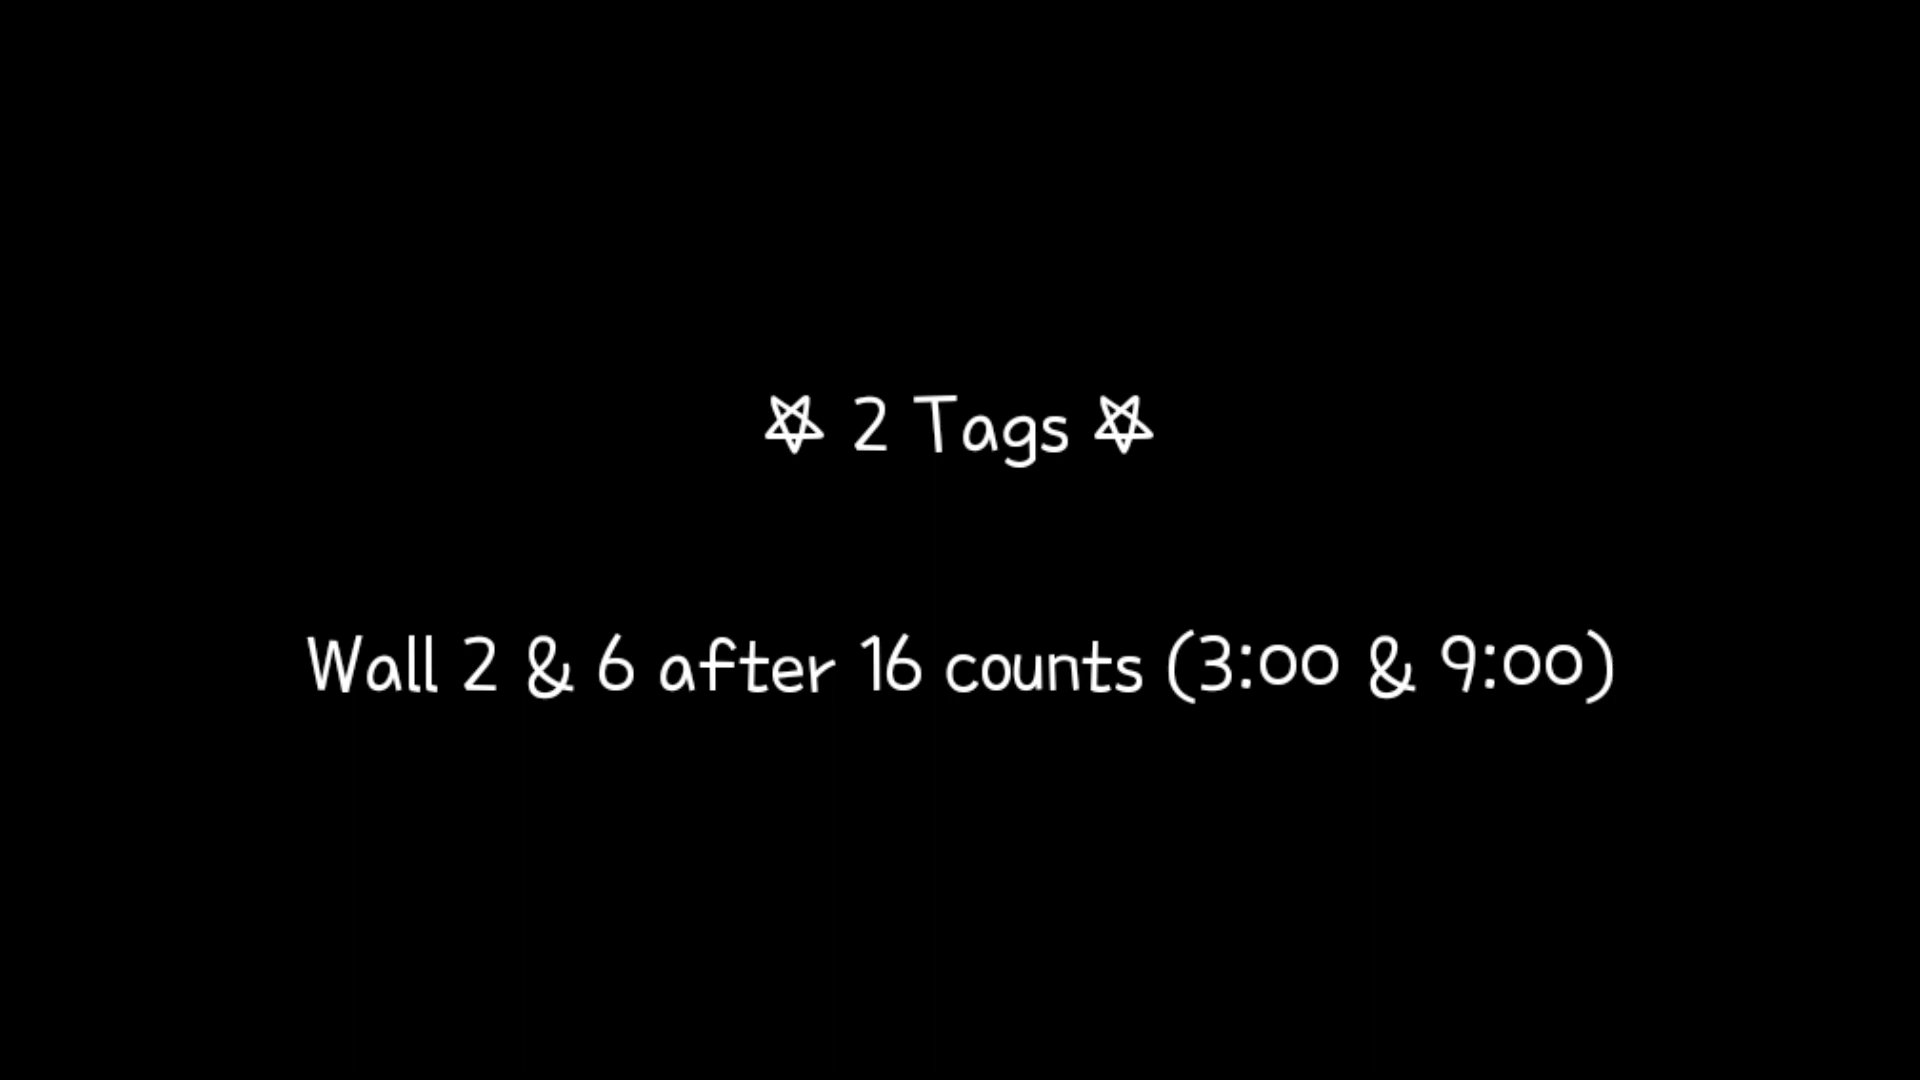 ⛧ 2 Tags ⛧
Wall 2 & 6 after 16 counts (3:00 & 9:00)